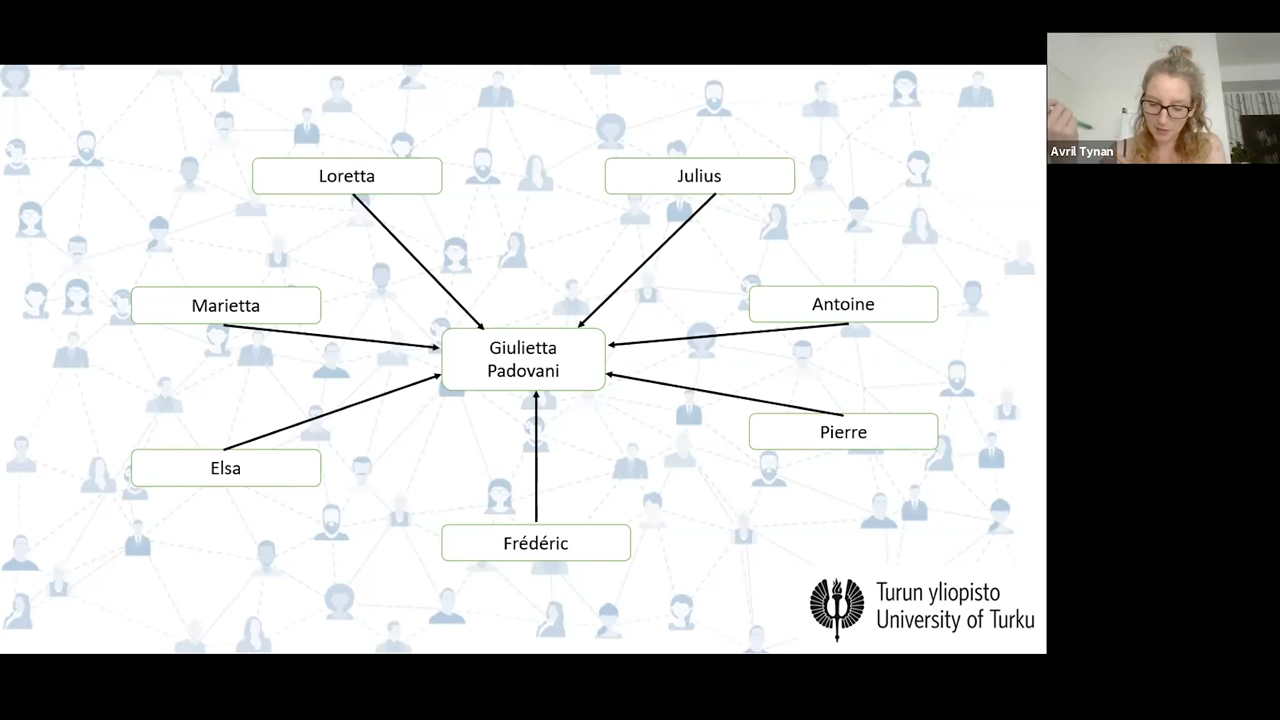 Avril Tynan
Loretta
Julius
Marietta
Antoine
Giulietta
Padovani
Pierre
Elsa
Frédéric
Turun yliopisto
University of Turku